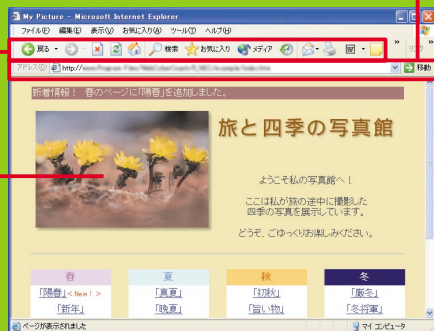 My Picture - Microsoft Internet Explorer
ファイル(F) 編集(E) 表示(V) お気に入り(A) ツール(T) ヘルプ(H)
戻る 検索 お気に入り メディア
アドレス(D) http:// 移動
新着情報! 春のページに「陽春」を追加しました。
旅と四季の写真館
ようこそ私の写真館へ!
ここは私が旅の途中に撮影した
四季の写真を展示しています。
どうぞ、ごゆっくりお楽しみください。
春 夏 秋 冬
「陽春」< New ! > 「真夏」 「初秋」 「厳冬」
「新年」 「晩夏」 「旨い物」 「冬将軍」
ページが表示されました マイ コンピュータ